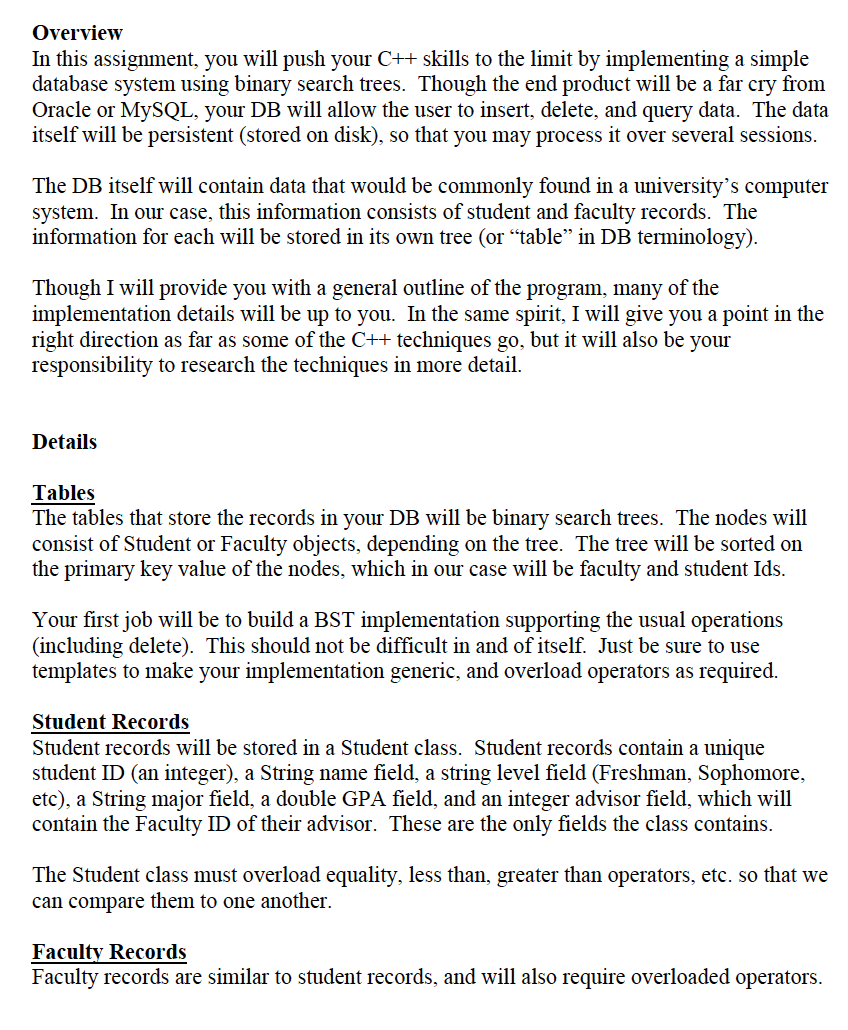 Overview
In this assignment, you will push your C++ skills to the limit by implementing a simple
database system using binary search trees.  Though the end product will be a far cry from
Oracle or MySQL, your DB will allow the user to insert, delete, and query data.  The data
itself will be persistent (stored on disk), so that you may process it over several sessions.

The DB itself will contain data that would be commonly found in a university’s computer
system.  In our case, this information consists of student and faculty records.  The
information for each will be stored in its own tree (or “table” in DB terminology).

Though I will provide you with a general outline of the program, many of the
implementation details will be up to you.  In the same spirit, I will give you a point in the
right direction as far as some of the C++ techniques go, but it will also be your
responsibility to research the techniques in more detail.

Details

Tables
The tables that store the records in your DB will be binary search trees.  The nodes will
consist of Student or Faculty objects, depending on the tree.  The tree will be sorted on
the primary key value of the nodes, which in our case will be faculty and student Ids.

Your first job will be to build a BST implementation supporting the usual operations
(including delete).  This should not be difficult in and of itself.  Just be sure to use
templates to make your implementation generic, and overload operators as required.

Student Records
Student records will be stored in a Student class.  Student records contain a unique
student ID (an integer), a String name field, a string level field (Freshman, Sophomore,
etc), a String major field, a double GPA field, and an integer advisor field, which will
contain the Faculty ID of their advisor.  These are the only fields the class contains.

The Student class must overload equality, less than, greater than operators, etc. so that we
can compare them to one another.

Faculty Records
Faculty records are similar to student records, and will also require overloaded operators.